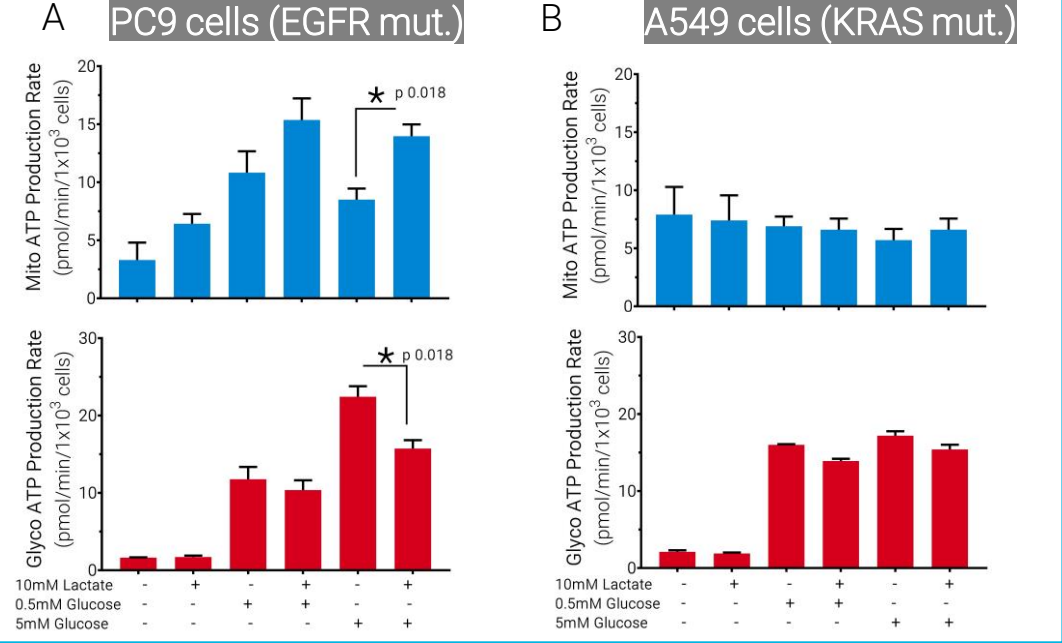 A PC9 cells (EGFR mut.)
Mito ATP Production Rate
(pmol/min/1x10³ cells)
20
15
10
5
0
* p 0.018
Glyco ATP Production Rate
(pmol/min/1x10³ cells)
30
20
10
0
* p 0.018
10mM Lactate - + - + - +
0.5mM Glucose - - + + - -
5mM Glucose - - - - + +
B A549 cells (KRAS mut.)
Mito ATP Production Rate
(pmol/min/1x10³ cells)
20
15
10
5
0
Glyco ATP Production Rate
(pmol/min/1x10³ cells)
30
20
10
0
10mM Lactate - + - + - +
0.5mM Glucose - - + + - -
5mM Glucose - - - - + +